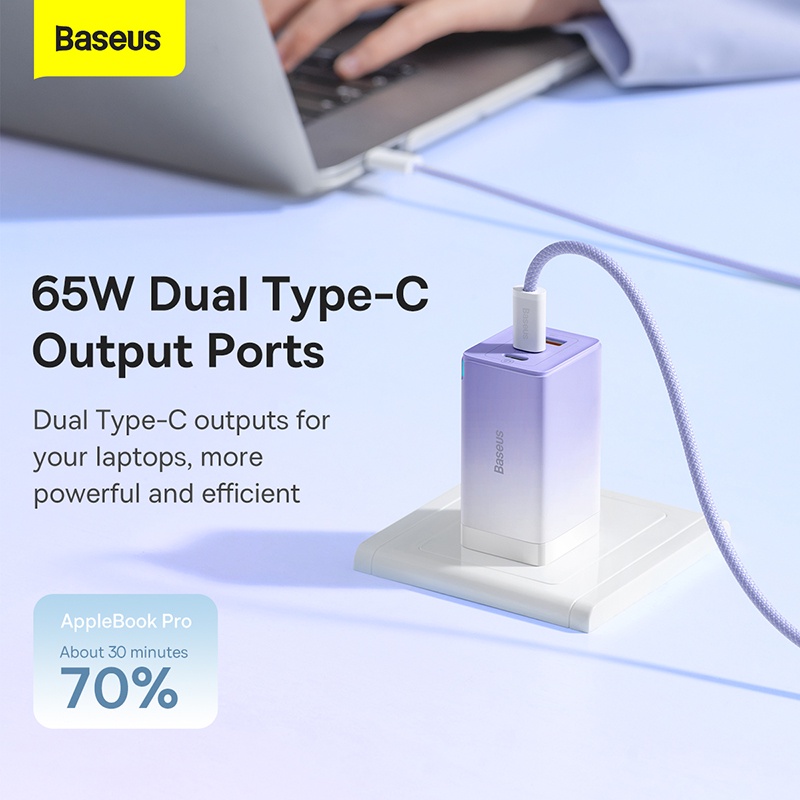 Baseus
65W Dual Type-C
Output Ports
Dual Type-C outputs for
your laptops, more
powerful and efficient
Baseus
Baseus
AppleBook Pro
About 30 minutes
70%